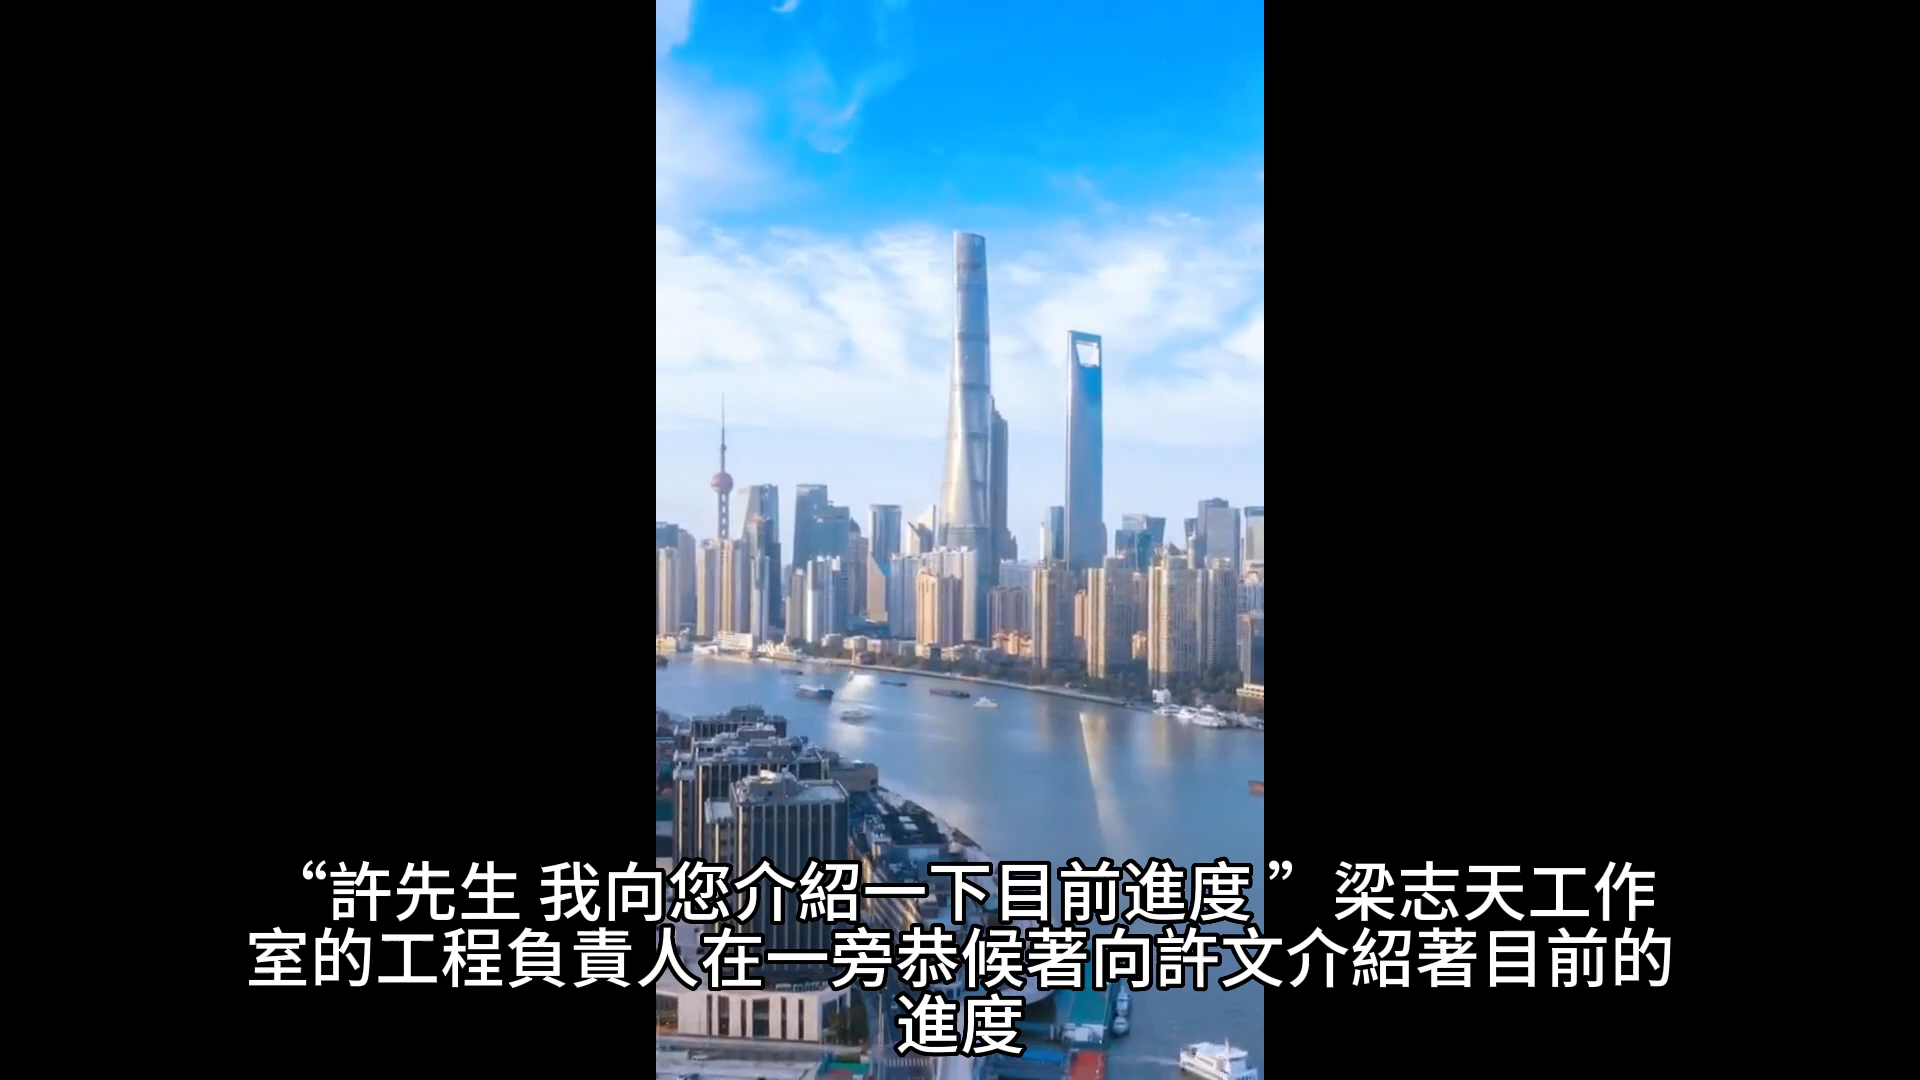 “許先生 我向您介紹一下目前進度”梁志天工作
室的工程負責人在一旁恭候著向許文介紹著目前的
進度